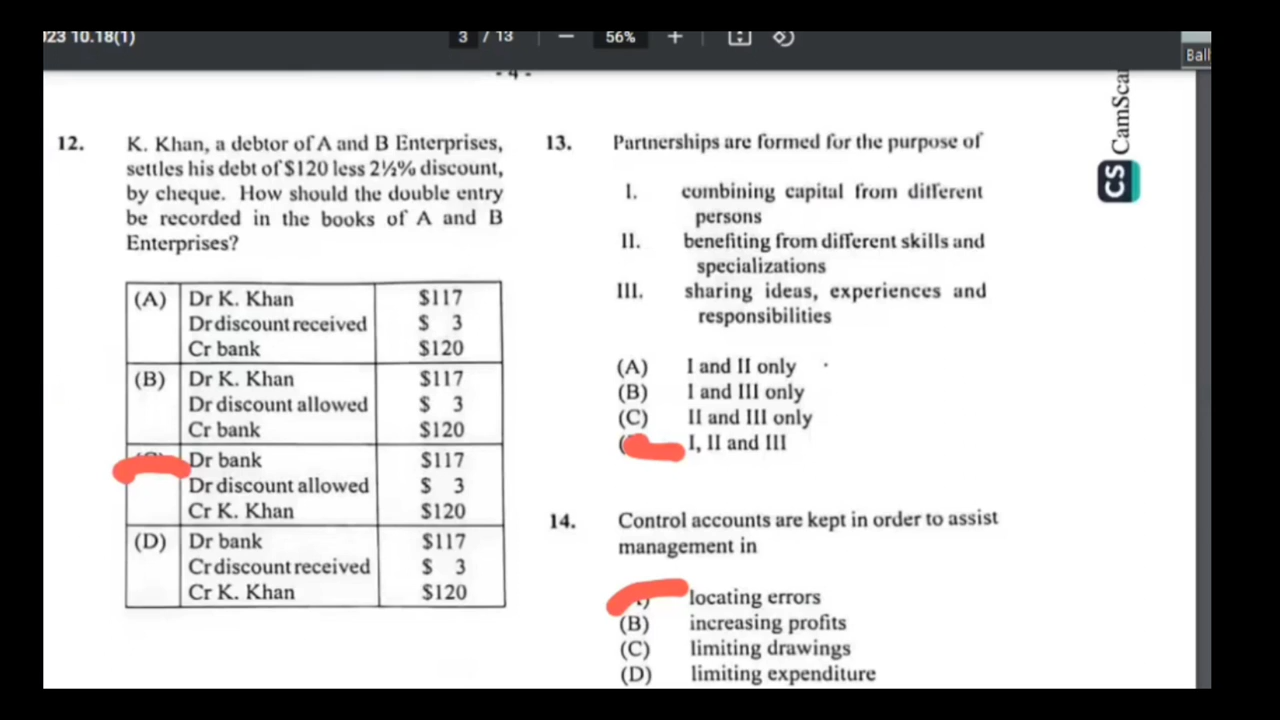 023 10.18(1)
3 / 13
56%
Ball
- 4 -
CS CamSca
12. K. Khan, a debtor of A and B Enterprises,
settles his debt of $120 less 2½% discount,
by cheque. How should the double entry
be recorded in the books of A and B
Enterprises?
(A) Dr K. Khan $117
Dr discount received $ 3
Cr bank $120
(B) Dr K. Khan $117
Dr discount allowed $ 3
Cr bank $120
Dr bank $117
Dr discount allowed $ 3
Cr K. Khan $120
(D) Dr bank $117
Cr discount received $ 3
Cr K. Khan $120
13. Partnerships are formed for the purpose of
I. combining capital from different
persons
II. benefiting from different skills and
specializations
III. sharing ideas, experiences and
responsibilities
(A) I and II only
(B) I and III only
(C) II and III only
I, II and III
14. Control accounts are kept in order to assist
management in
locating errors
(B) increasing profits
(C) limiting drawings
(D) limiting expenditure